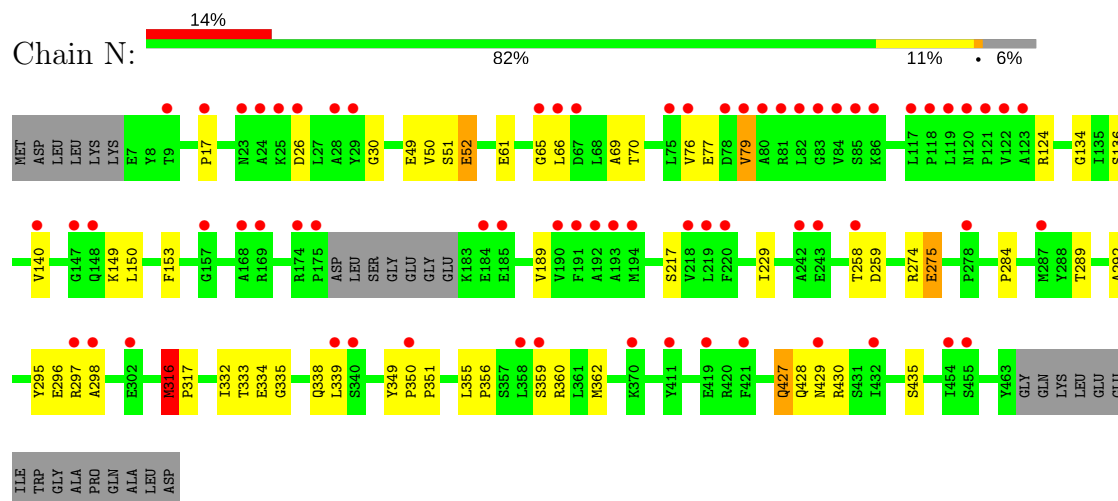 14%
Chain N:
82% 11% • 6%
MET ASP LEU LEU LYS LYS E7 Y8 T9 P17 N23 A24 K25 D26 L27 A28 Y29 G30 E49 V50 S51 E52 E61 G65 L66 D67 L68 A69 T70 L75 V76 E77 D78 V79 A80 R81 L82 G83 V84 S85 K86 L117 P118 L119 N120 P121 V122 A123 R124 G134 I135 S136
V140 G147 Q148 K149 L150 F153 G157 A168 R169 R174 P175 ASP LEU SER GLY GLU GLY GLU K183 E184 E185 V189 V190 F191 A192 A193 M194 S217 V218 L219 F220 I229 A242 E243 T258 D259 R274 E275 P278 P284 M287 Y288 T289 A292
Y295 E296 R297 A298 E302 M316 P317 I332 T333 E334 G335 Q338 L339 S340 Y349 P350 P351 L355 P356 S357 L358 S359 R360 L361 M362 K370 Y411 E419 R420 F421 Q427 Q428 N429 R430 S431 I432 S435 I454 S455 Y463 GLY GLN LYS LEU GLU GLU
ILE TRP GLY ALA PRO GLN ALA LEU ASP